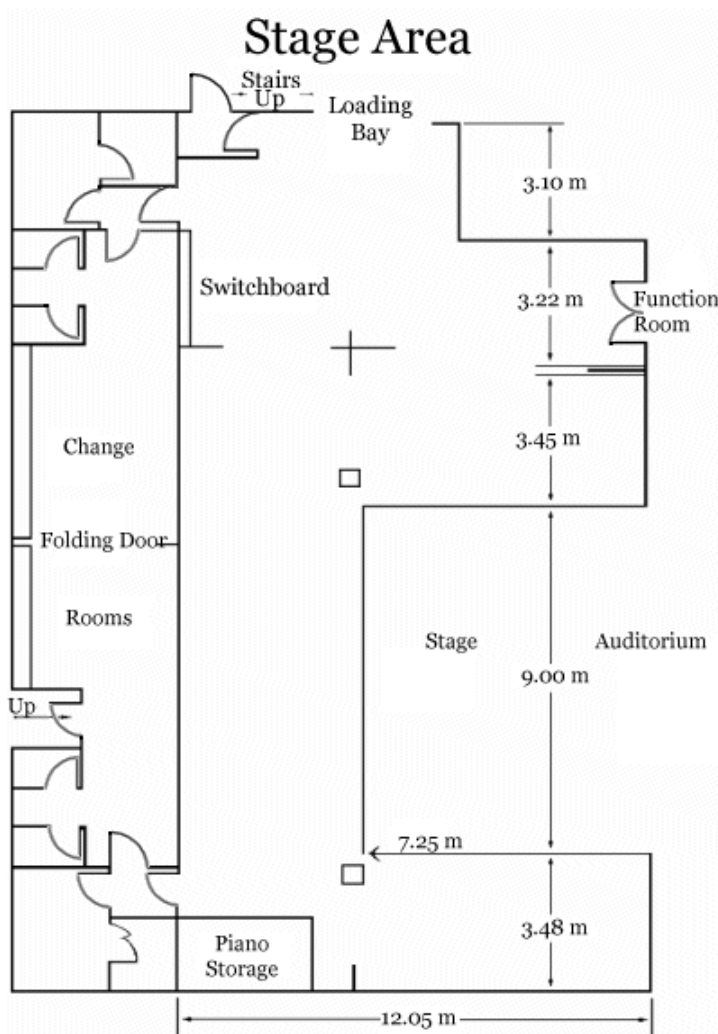 Stage Area
Stairs
Up
Loading
Bay
3.10 m
Switchboard
3.22 m
Function
Room
Change
3.45 m
Folding Door
Rooms
Stage
Auditorium
9.00 m
Up
7.25 m
3.48 m
Piano
Storage
12.05 m